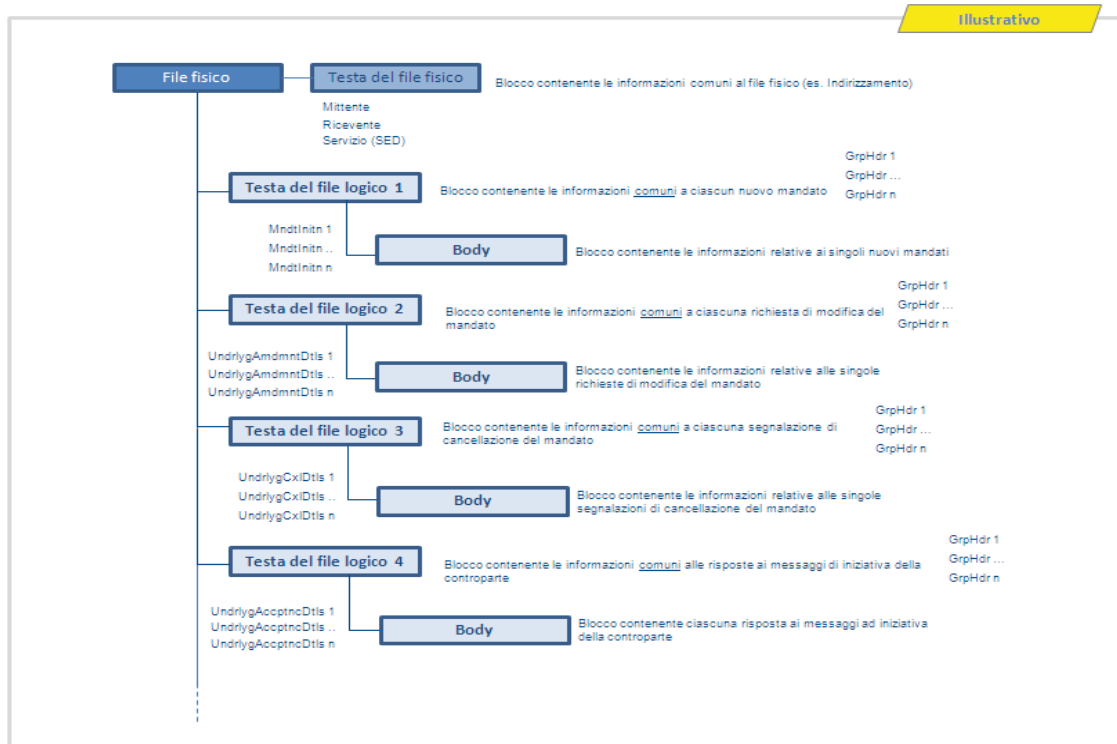 Illustrativo
File fisico
Testa del file fisico
Blocco contenente le informazioni comuni al file fisico (es. Indirizzamento)
Mittente
Ricevente
Servizio (SED)
GrpHdr 1
GrpHdr ...
GrpHdr n
Testa del file logico 1
Blocco contenente le informazioni comuni a ciascun nuovo mandato
MndtInitn 1
MndtInitn ..
MndtInitn n
Body
Blocco contenente le informazioni relative ai singoli nuovi mandati
GrpHdr 1
GrpHdr ...
GrpHdr n
Testa del file logico 2
Blocco contenente le informazioni comuni a ciascuna richiesta di modifica del
mandato
UndrlygAmdmntDtls 1
UndrlygAmdmntDtls ..
UndrlygAmdmntDtls n
Body
Blocco contenente le informazioni relative alle singole
richieste di modifica del mandato
GrpHdr 1
GrpHdr ...
GrpHdr n
Testa del file logico 3
Blocco contenente le informazioni comuni a ciascuna segnalazione di
cancellazione del mandato
UndrlygCxlDtls 1
UndrlygCxlDtls ..
UndrlygCxlDtls n
Body
Blocco contenente le informazioni relative alle singole
segnalazioni di cancellazione del mandato
GrpHdr 1
GrpHdr ...
GrpHdr n
Testa del file logico 4
Blocco contenente le informazioni comuni alle risposte ai messaggi di iniziativa della
controparte
UndrlygAccptncDtls 1
UndrlygAccptncDtls ..
UndrlygAccptncDtls n
Body
Blocco contenente ciascuna risposta ai messaggi ad iniziativa
della controparte